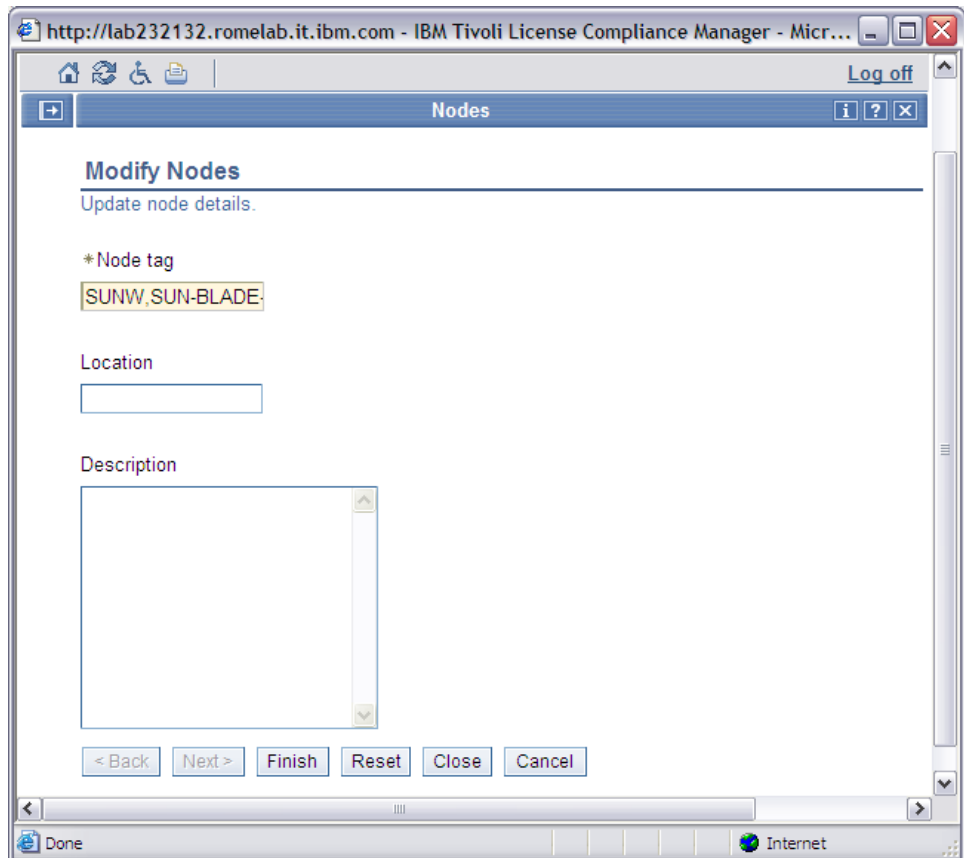 http://lab232132.romelab.it.ibm.com - IBM Tivoli License Compliance Manager - Micr...
Log off
Nodes
i ?
Modify Nodes
Update node details.
*Node tag
SUNW,SUN-BLADE-
Location
Description
< Back Next > Finish Reset Close Cancel
Done Internet